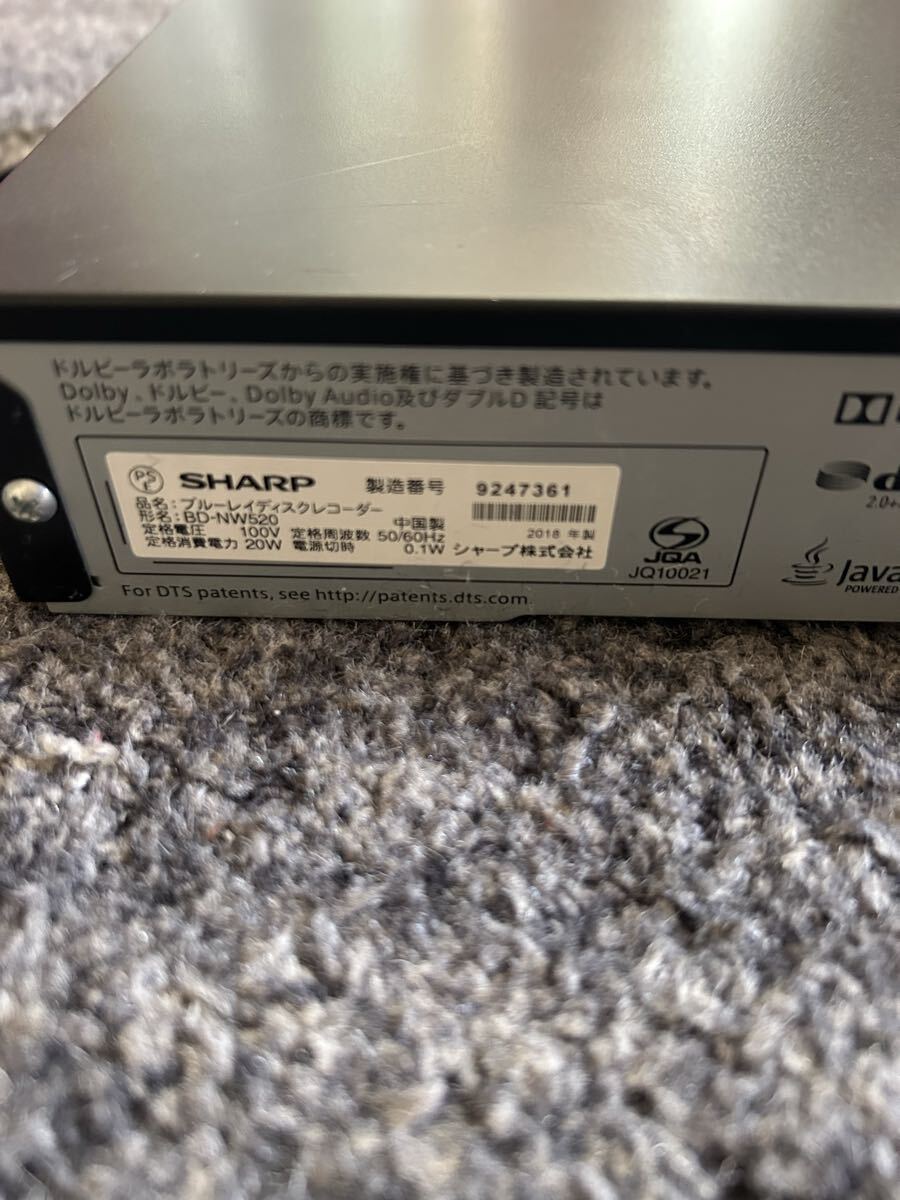 ドルビーラボラトリーズからの実施権に基づき製造されています。
Dolby、ドルビー、Dolby Audio及びダブルD 記号は
ドルビーラボラトリーズの商標です。
PS E SHARP 製造番号 9247361
品名：ブルーレイディスクレコーダー
形名：BD-NW520 中国製 2018 年製
定格電圧 100V 定格周波数 50/60Hz
定格消費電力 20W 電源切時 0.1W シャープ株式会社
JQA
JQ10021
2.0+
Java
POWERED
For DTS patents, see http://patents.dts.com.